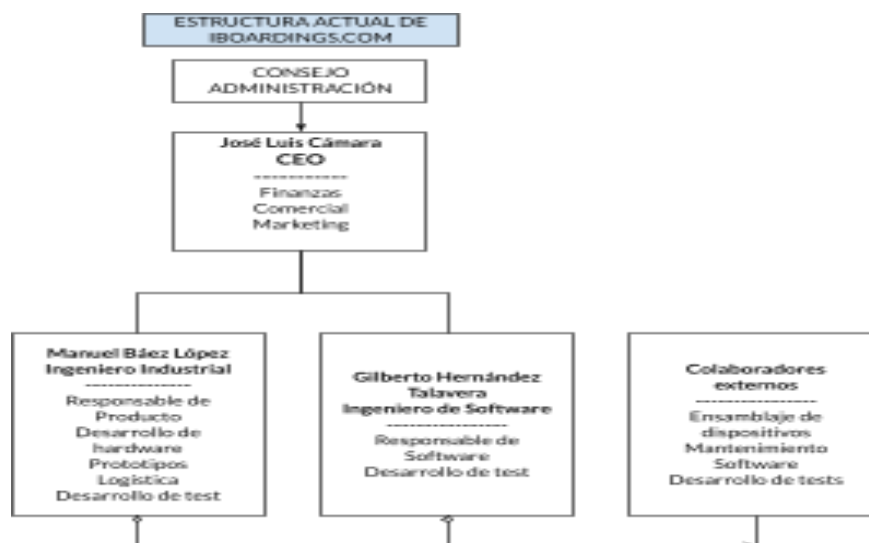 ESTRUCTURA ACTUAL DE
IBOARDINGS.COM
CONSEJO
ADMINISTRACIÓN
José Luis Cámara
CEO
-----------
Finanzas
Comercial
Marketing
Manuel Báez López
Ingeniero Industrial
--------------
Responsable de
Producto
Desarrollo de
hardware
Prototipos
Logística
Desarrollo de test
Gilberto Hernández
Talavera
Ingeniero de Software
----------------
Responsable de
Software
Desarrollo de test
Colaboradores
externos
----------------
Ensamblaje de
dispositivos
Mantenimiento
Software
Desarrollo de tests